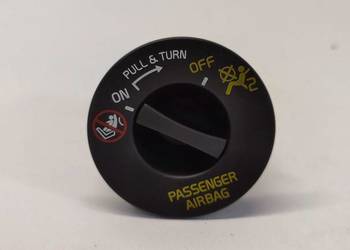 PULL & TURN
ON
OFF
2
PASSENGER
AIRBAG